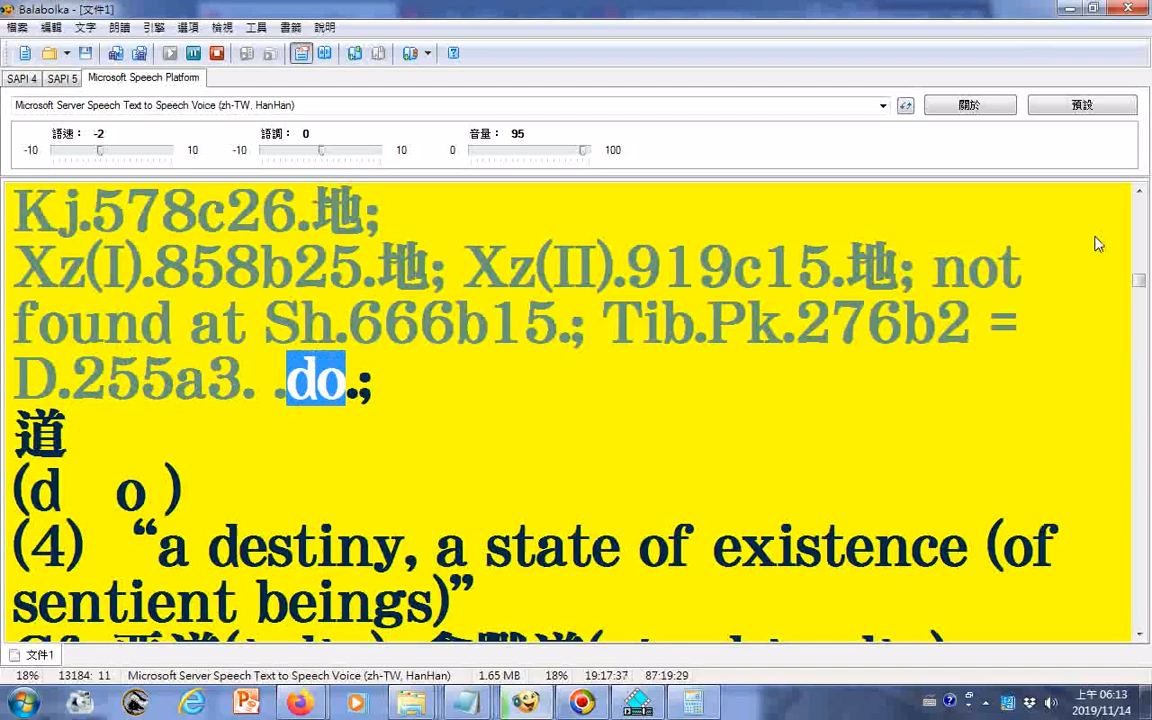 Balabolka - [文件1]
檔案 編輯 文字 朗讀 引擎 選項 檢視 工具 書籤 說明
SAPI 4 SAPI 5 Microsoft Speech Platform
Microsoft Server Speech Text to Speech Voice (zh-TW, HanHan) 關於 預設
語速： -2 語調： 0 音量： 95
-10 10 -10 10 0 100
Kj.578c26.地;
Xz(I).858b25.地; Xz(II).919c15.地; not
found at Sh.666b15.; Tib.Pk.276b2 =
D.255a3. .do.;
道
(d o )
(4) “a destiny, a state of existence (of
sentient beings)”
文件1
18% 13184: 11 Microsoft Server Speech Text to Speech Voice (zh-TW, HanHan) 1.65 MB 18% 19:17:37 87:19:29
上午 06:13
2019/11/14